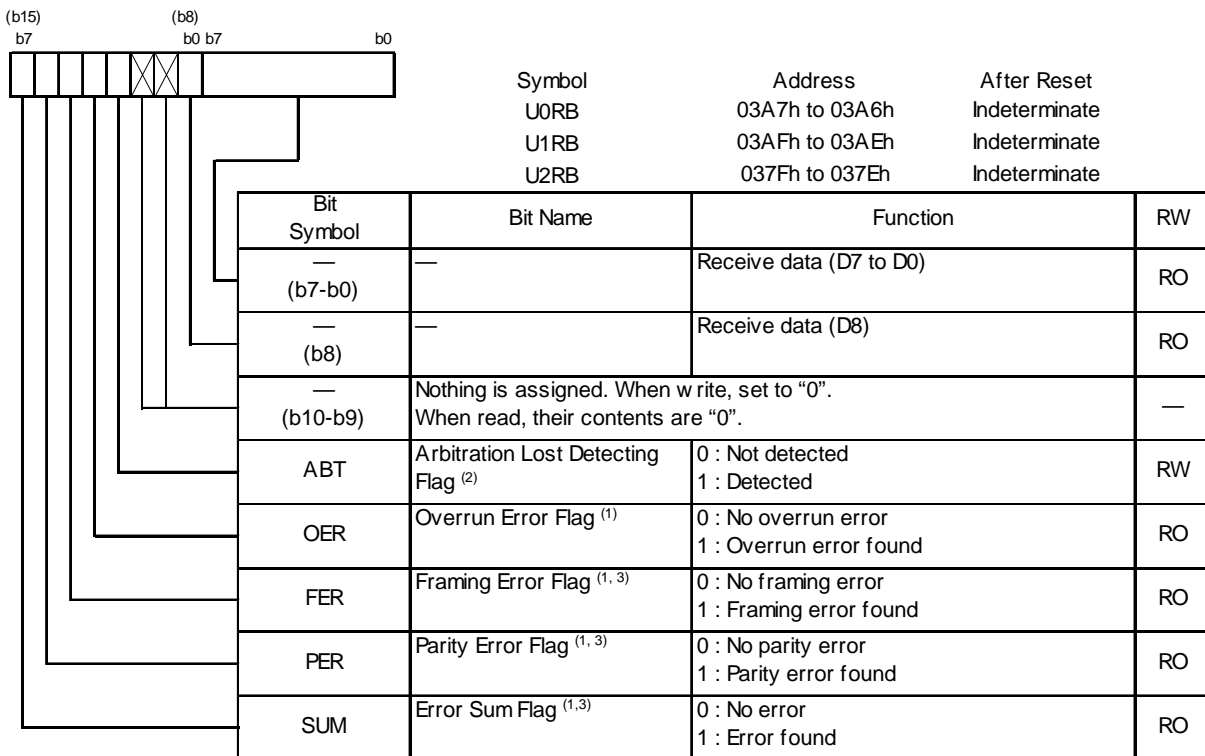 (b15) (b8)
b7 b0 b7 b0
Symbol Address After Reset
U0RB 03A7h to 03A6h Indeterminate
U1RB 03AFh to 03AEh Indeterminate
U2RB 037Fh to 037Eh Indeterminate
Bit Symbol Bit Name Function RW
— (b7-b0) — Receive data (D7 to D0) RO
— (b8) — Receive data (D8) RO
— (b10-b9) Nothing is assigned. When write, set to “0”.
When read, their contents are “0”. —
ABT Arbitration Lost Detecting Flag (2) 0 : Not detected
1 : Detected RW
OER Overrun Error Flag (1) 0 : No overrun error
1 : Overrun error found RO
FER Framing Error Flag (1, 3) 0 : No framing error
1 : Framing error found RO
PER Parity Error Flag (1, 3) 0 : No parity error
1 : Parity error found RO
SUM Error Sum Flag (1,3) 0 : No error
1 : Error found RO